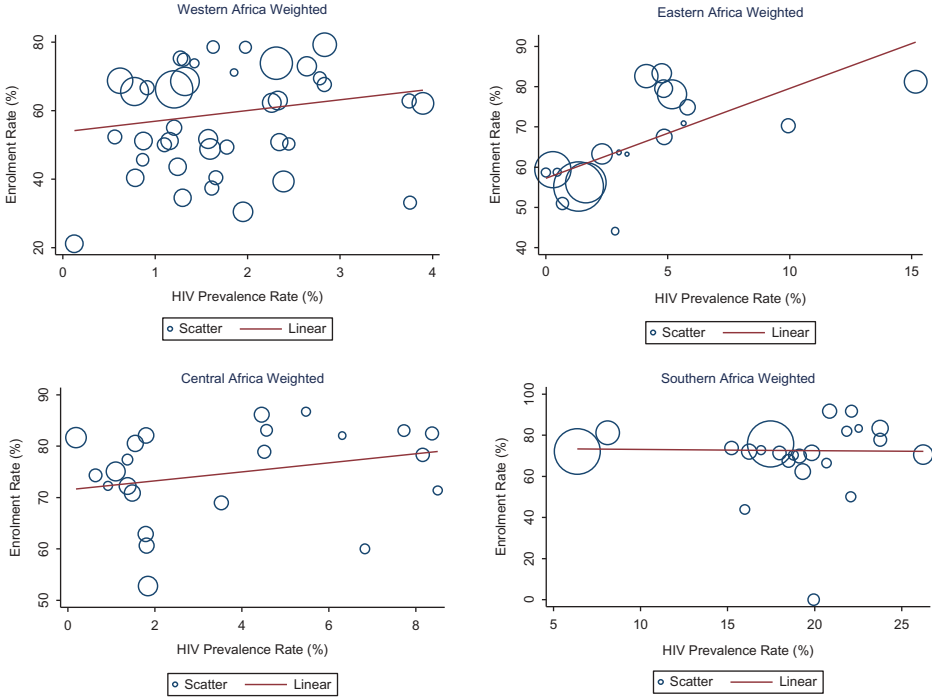 Western Africa Weighted
Enrolment Rate (%)
80
60
40
20
0 1 2 3 4
HIV Prevalence Rate (%)
Scatter Linear
Eastern Africa Weighted
Enrolment Rate (%)
90
80
70
60
50
40
0 5 10 15
HIV Prevalence Rate (%)
Scatter Linear
Central Africa Weighted
Enrolment Rate (%)
90
80
70
60
50
0 2 4 6 8
HIV Prevalence Rate (%)
Scatter Linear
Southern Africa Weighted
Enrolment Rate (%)
100
80
60
40
20
0
5 10 15 20 25
HIV Prevalence Rate (%)
Scatter Linear